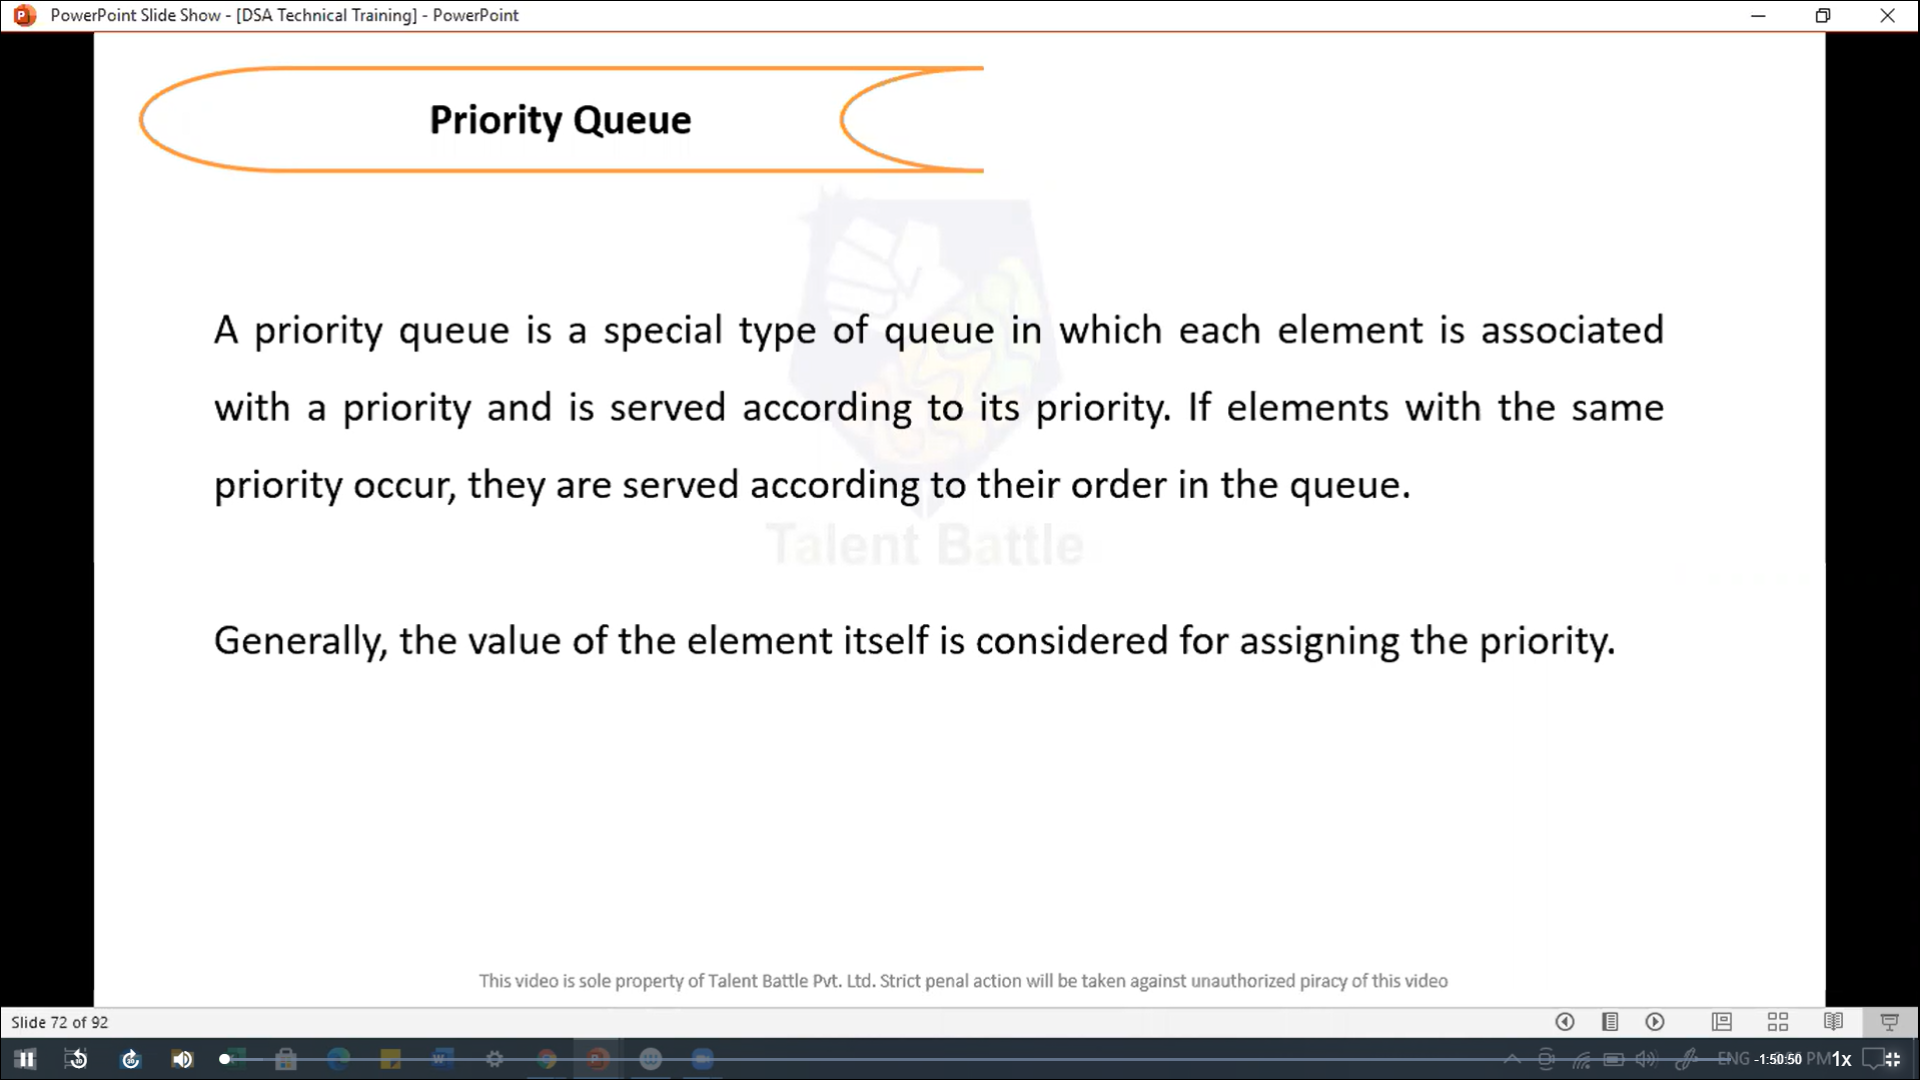 PowerPoint Slide Show - [DSA Technical Training] - PowerPoint
Priority Queue
A priority queue is a special type of queue in which each element is associated
with a priority and is served according to its priority. If elements with the same
priority occur, they are served according to their order in the queue.
Talent Battle
Generally, the value of the element itself is considered for assigning the priority.
This video is sole property of Talent Battle Pvt. Ltd. Strict penal action will be taken against unauthorized piracy of this video
Slide 72 of 92
ENG -1:50:50 PM 1x